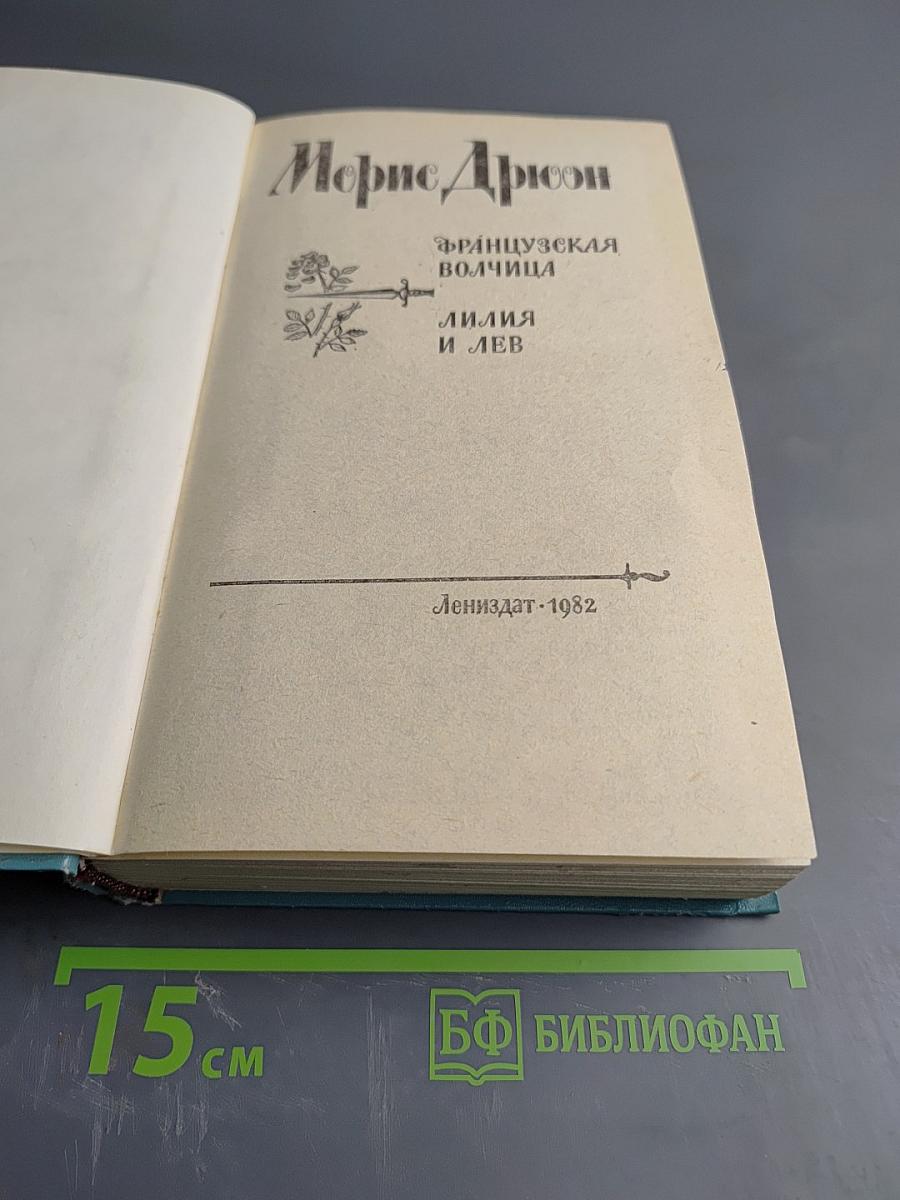 Морис Дрюон
ФРАНЦУЗСКАЯ
ВОЛЧИЦА
ЛИЛИЯ
И ЛЕВ
Лениздат · 1982
15 см
БФ БИБЛИОФАН